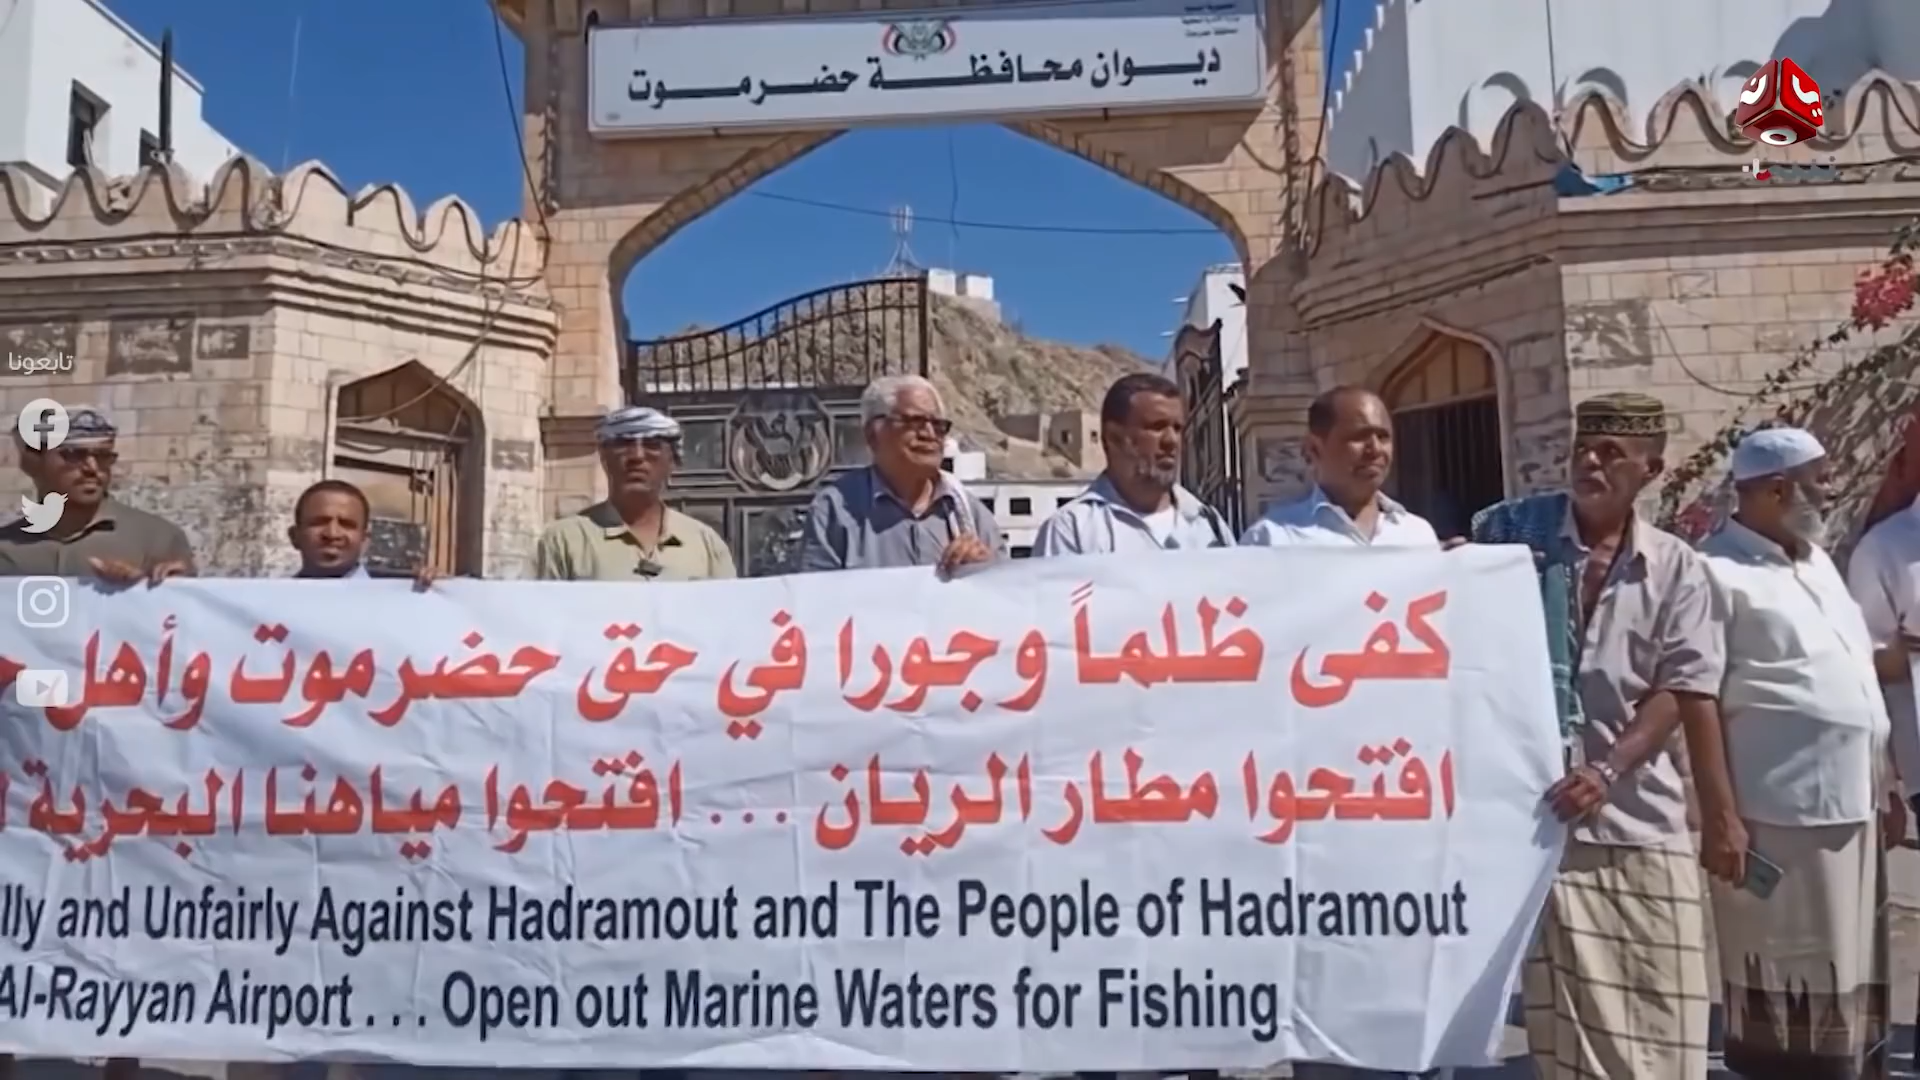 ديوان محافظة حضرموت
تابعونا
كفى ظلماً وجورا في حق حضرموت وأهل
افتحوا مطار الريان ... افتحوا مياهنا البحرية
and Unfairly Against Hadramout and The People of Hadramout
Al-Rayyan Airport ... Open out Marine Waters for Fishing